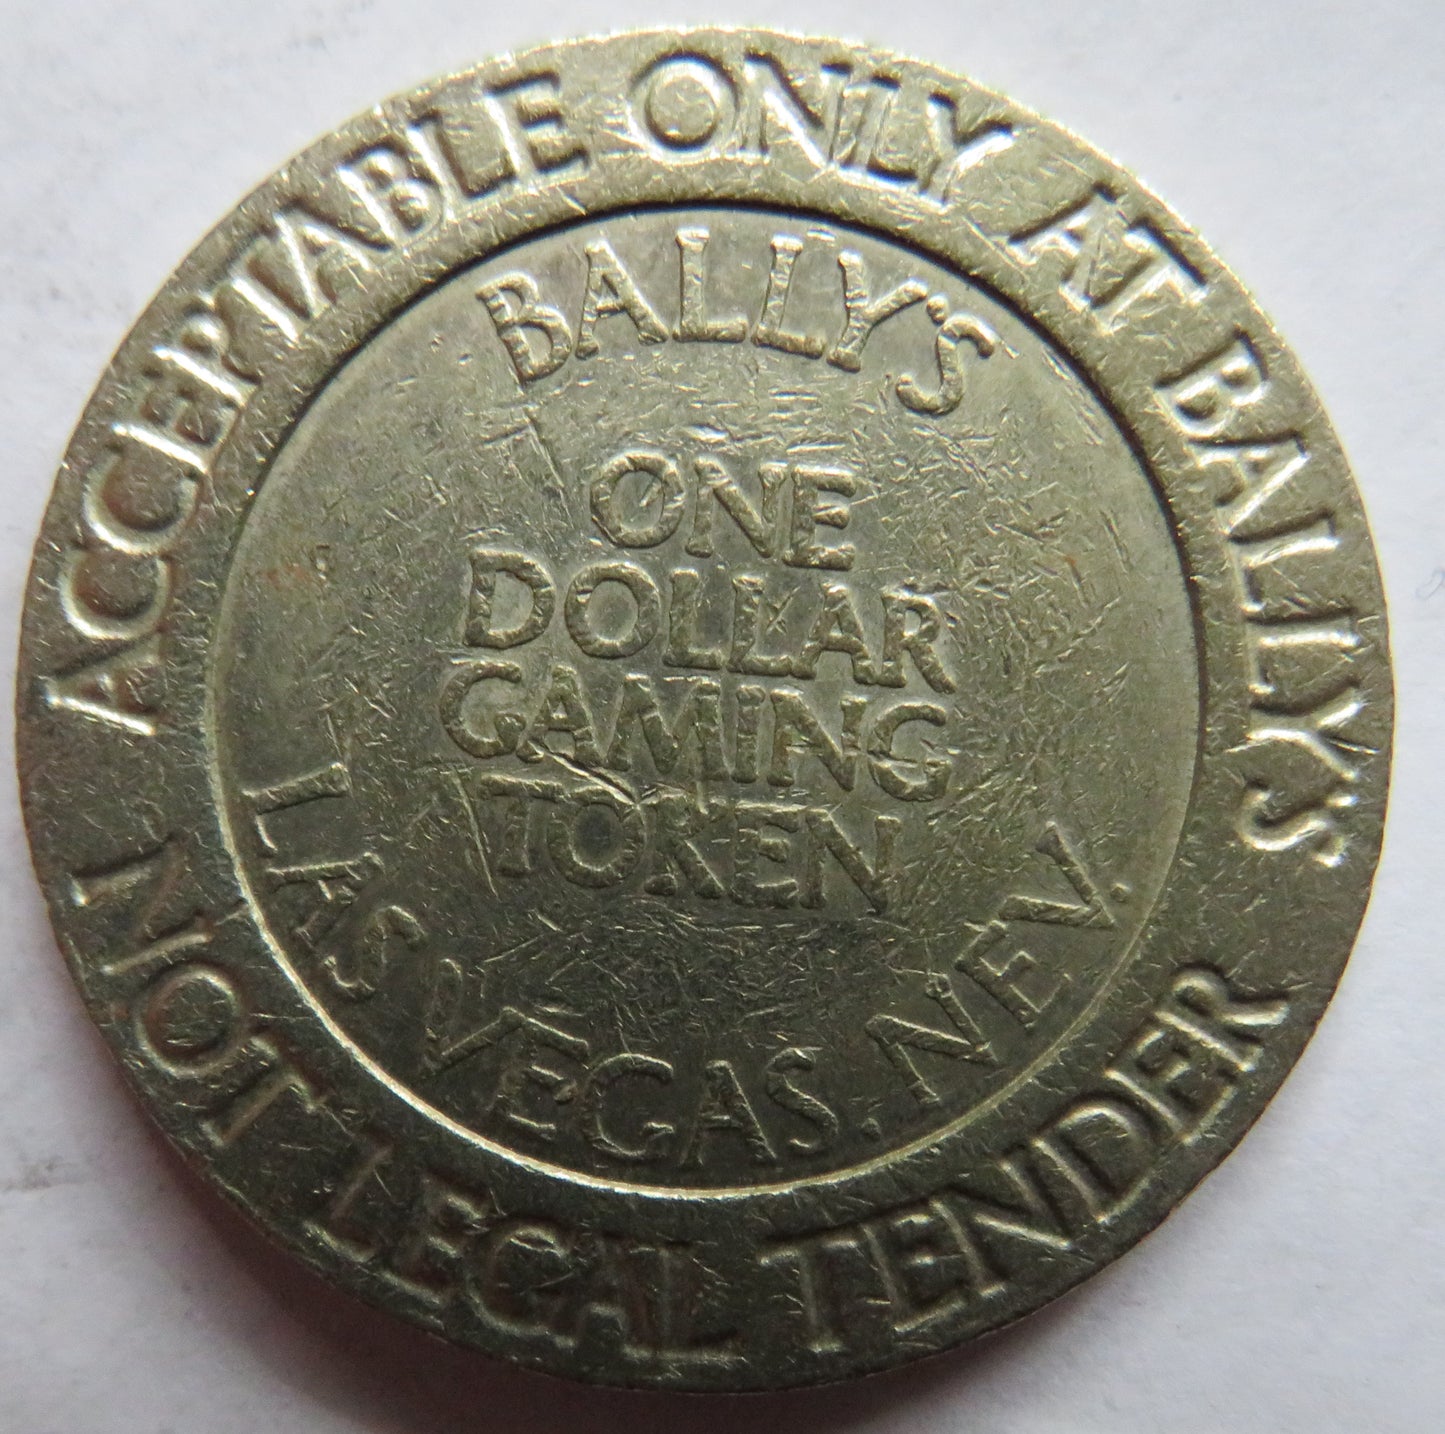 ACCEPTABLE ONLY AT BALLY'S
NOT LEGAL TENDER
BALLY'S
ONE
DOLLAR
GAMING
TOKEN
LAS VEGAS. NEV.